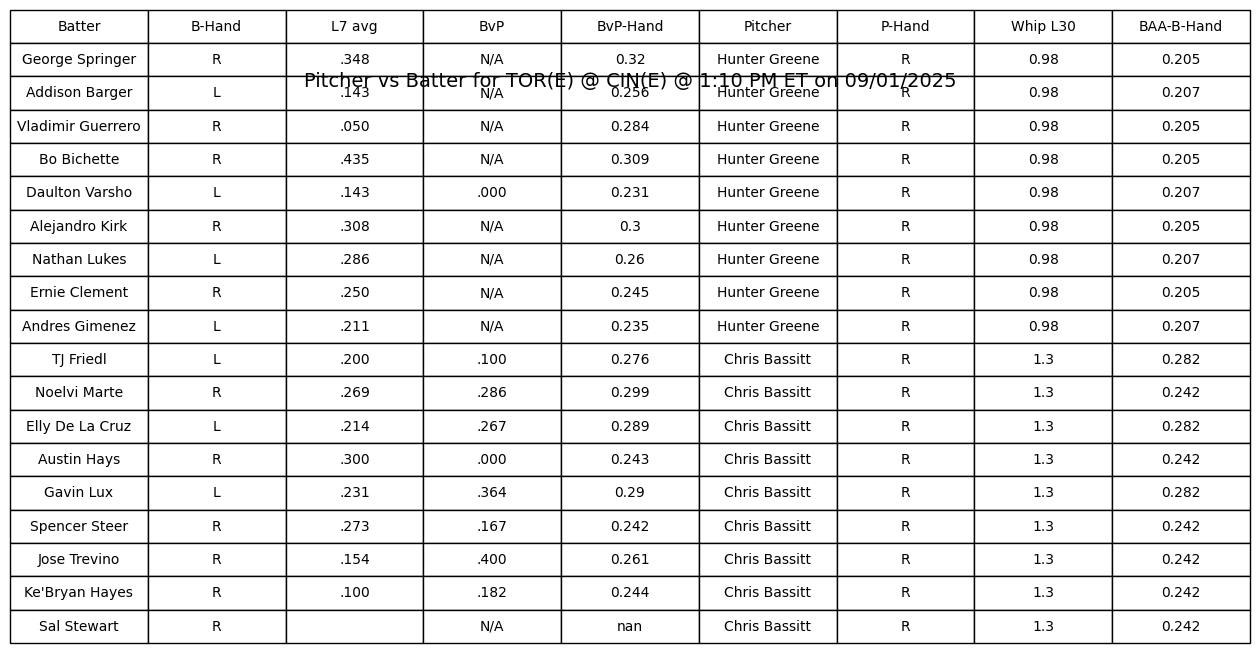 Batter B-Hand L7 avg BvP BvP-Hand Pitcher P-Hand Whip L30 BAA-B-Hand
George Springer R .348 N/A 0.32 Hunter Greene R 0.98 0.205
Pitcher vs Batter for TOR(E) @ CIN(E) @ 1:10 PM ET on 09/01/2025
Addison Barger L .143 N/A 0.256 Hunter Greene R 0.98 0.207
Vladimir Guerrero R .050 N/A 0.284 Hunter Greene R 0.98 0.205
Bo Bichette R .435 N/A 0.309 Hunter Greene R 0.98 0.205
Daulton Varsho L .143 .000 0.231 Hunter Greene R 0.98 0.207
Alejandro Kirk R .308 N/A 0.3 Hunter Greene R 0.98 0.205
Nathan Lukes L .286 N/A 0.26 Hunter Greene R 0.98 0.207
Ernie Clement R .250 N/A 0.245 Hunter Greene R 0.98 0.205
Andres Gimenez L .211 N/A 0.235 Hunter Greene R 0.98 0.207
TJ Friedl L .200 .100 0.276 Chris Bassitt R 1.3 0.282
Noelvi Marte R .269 .286 0.299 Chris Bassitt R 1.3 0.242
Elly De La Cruz L .214 .267 0.289 Chris Bassitt R 1.3 0.282
Austin Hays R .300 .000 0.243 Chris Bassitt R 1.3 0.242
Gavin Lux L .231 .364 0.29 Chris Bassitt R 1.3 0.282
Spencer Steer R .273 .167 0.242 Chris Bassitt R 1.3 0.242
Jose Trevino R .154 .400 0.261 Chris Bassitt R 1.3 0.242
Ke'Bryan Hayes R .100 .182 0.244 Chris Bassitt R 1.3 0.242
Sal Stewart R N/A nan Chris Bassitt R 1.3 0.242